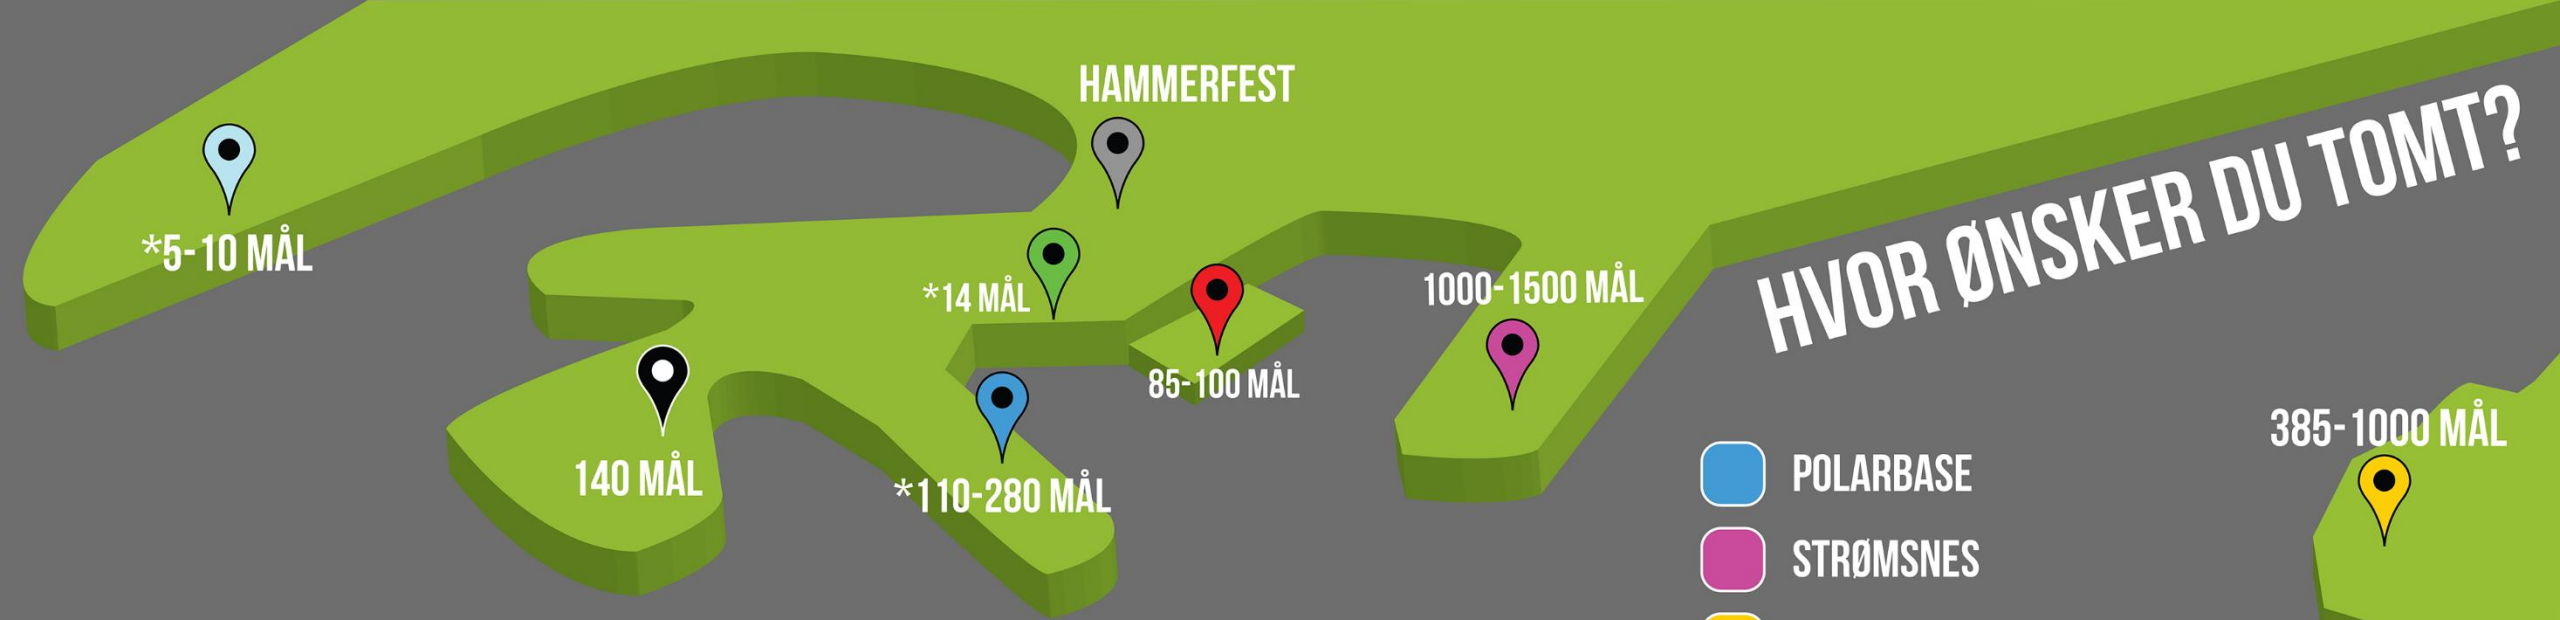 HAMMERFEST
HVOR ØNSKER DU TOMT?
*5-10 MÅL
*14 MÅL
1000-1500 MÅL
85-100 MÅL
385-1000 MÅL
140 MÅL
*110-280 MÅL
POLARBASE
STRØMSNES